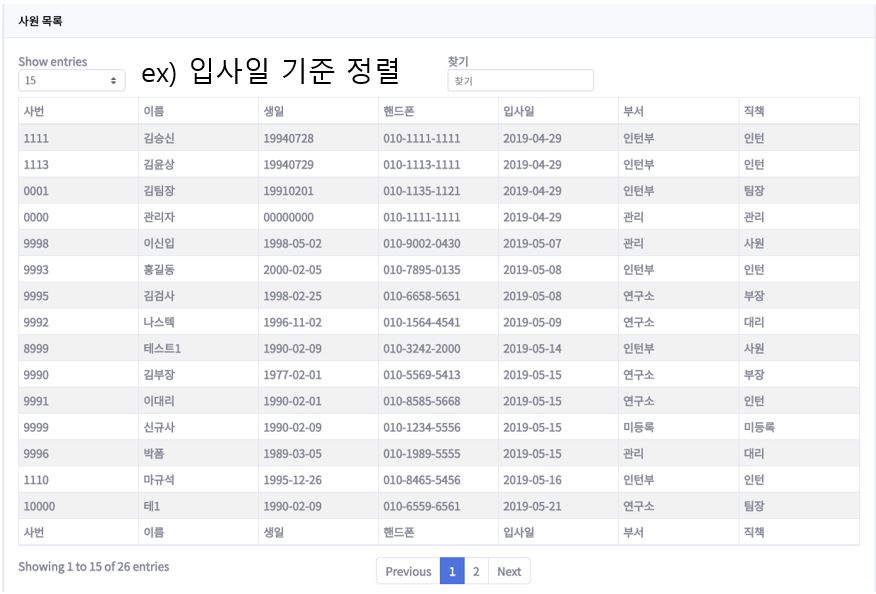 사원 목록
Show entries
15
ex) 입사일 기준 정렬
찾기
찾기
사번 이름 생일 핸드폰 입사일 부서 직책
1111 김승신 19940728 010-1111-1111 2019-04-29 인턴부 인턴
1113 김윤상 19940729 010-1113-1111 2019-04-29 인턴부 인턴
0001 김팀장 19910201 010-1135-1121 2019-04-29 인턴부 팀장
0000 관리자 00000000 010-1111-1111 2019-04-29 관리 관리
9998 이신입 1998-05-02 010-9002-0430 2019-05-07 관리 사원
9993 홍길동 2000-02-05 010-7895-0135 2019-05-08 인턴부 인턴
9995 김검사 1998-02-25 010-6658-5651 2019-05-08 연구소 부장
9992 나스텍 1996-11-02 010-1564-4541 2019-05-09 연구소 대리
8999 테스트1 1990-02-09 010-3242-2000 2019-05-14 인턴부 사원
9990 김부장 1977-02-01 010-5569-5413 2019-05-15 연구소 부장
9991 이대리 1990-02-01 010-8585-5668 2019-05-15 연구소 인턴
9999 신규사 1990-02-09 010-1234-5556 2019-05-15 미등록 미등록
9996 박폼 1989-03-05 010-1989-5555 2019-05-15 관리 대리
1110 마규석 1995-12-26 010-8465-5456 2019-05-16 인턴부 인턴
10000 테1 1990-02-09 010-6559-6561 2019-05-21 연구소 팀장
사번 이름 생일 핸드폰 입사일 부서 직책
Showing 1 to 15 of 26 entries
Previous 1 2 Next